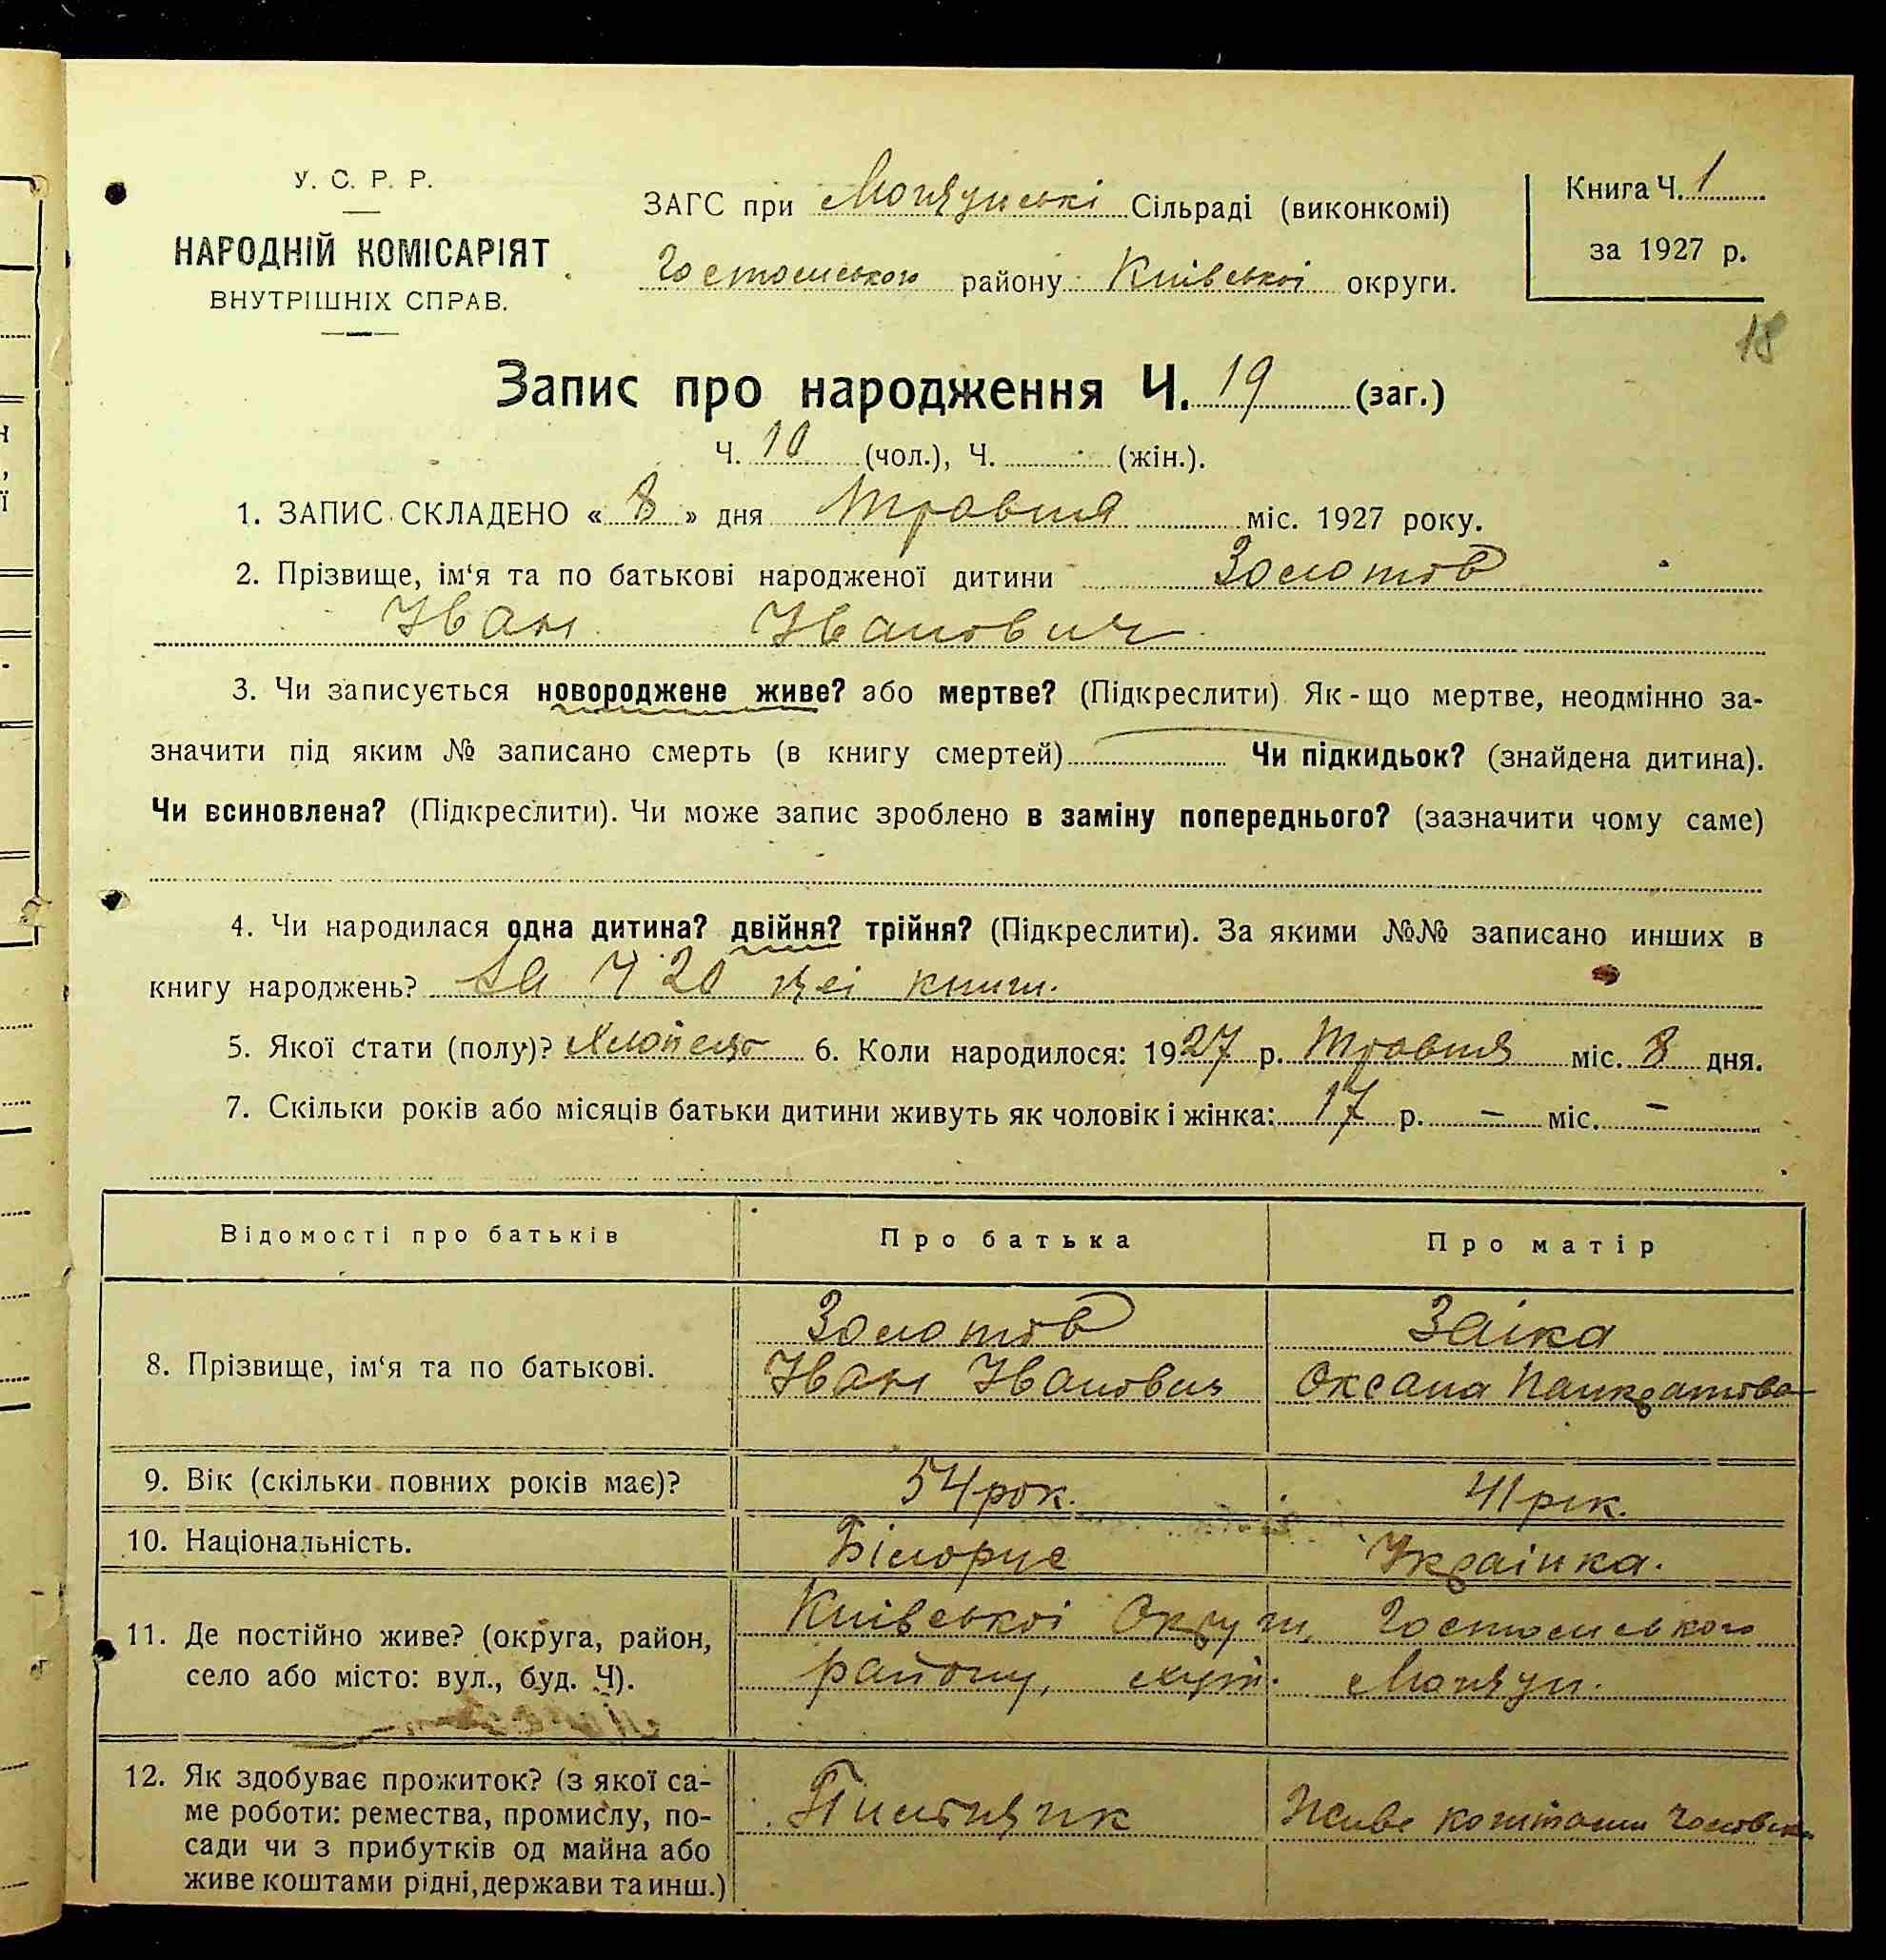 У. С. Р. Р.
НАРОДНІЙ КОМІСАРІЯТ
ВНУТРІШНІХ СПРАВ.
ЗАГС при Мощунські Сільраді (виконкомі)
Гостомського району Київської округи.
Книга Ч. 1
за 1927 р.
18
Запис про народження Ч. 19 (заг.)
Ч. 10 (чол.), Ч. (жін.).
1. ЗАПИС СКЛАДЕНО « 8 » дня Травня міс. 1927 року.
2. Прізвище, ім‘я та по батькові народженої дитини Золотов
Іван Іванович
3. Чи записується новороджене живе? або мертве? (Підкреслити) Як-що мертве, неодмінно за-
значити під яким № записано смерть (в книгу смертей) Чи підкидьок? (знайдена дитина).
Чи всиновлена? (Підкреслити). Чи може запис зроблено в заміну попереднього? (зазначити чому саме)
4. Чи народилася одна дитина? двійня? трійня? (Підкреслити). За якими №№ записано инших в
книгу народжень? За Ч 20 цеі книги.
5. Якої стати (полу)? Хлопець 6. Коли народилося: 1927 р. Травня міс. 8 дня.
7. Скільки років або місяців батьки дитини живуть як чоловік і жінка: 17 р. — міс. —
Відомості про батьків Про батька Про матір
Золотов Заіка
8. Прізвище, ім‘я та по батькові. Іван Іванович Оксана Панкратова
9. Вік (скільки повних років має)? 54 рок. 41 рік.
10. Національність. Білорус Українка.
11. Де постійно живе? (округа, район, Київської Округи, Гостомського
село або місто: вул., буд. Ч). району, хут. Мощун.
12. Як здобуває прожиток? (з якої са-
ме роботи: ремества, промислу, по- Живе коштами чоловіка
сади чи з прибутків од майна або
живе коштами рідні, держави та инш.)